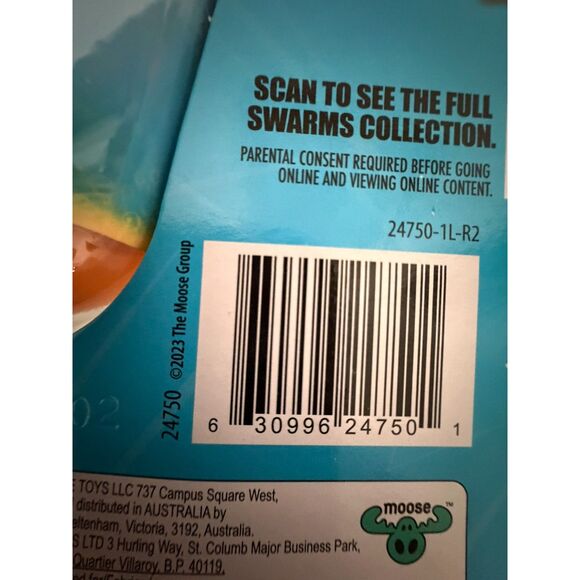 SCAN TO SEE THE FULL
SWARMS COLLECTION.
PARENTAL CONSENT REQUIRED BEFORE GOING
ONLINE AND VIEWING ONLINE CONTENT.
24750-1L-R2
24750 ©2023 The Moose Group
6 30996 24750 1
02
TOYS LLC 737 Campus Square West,
distributed in AUSTRALIA by
Victoria, 3192, Australia.
LTD 3 Hurling Way, St. Columb Major Business Park,
Quartier Villaroy, B.P. 40119,
moose™